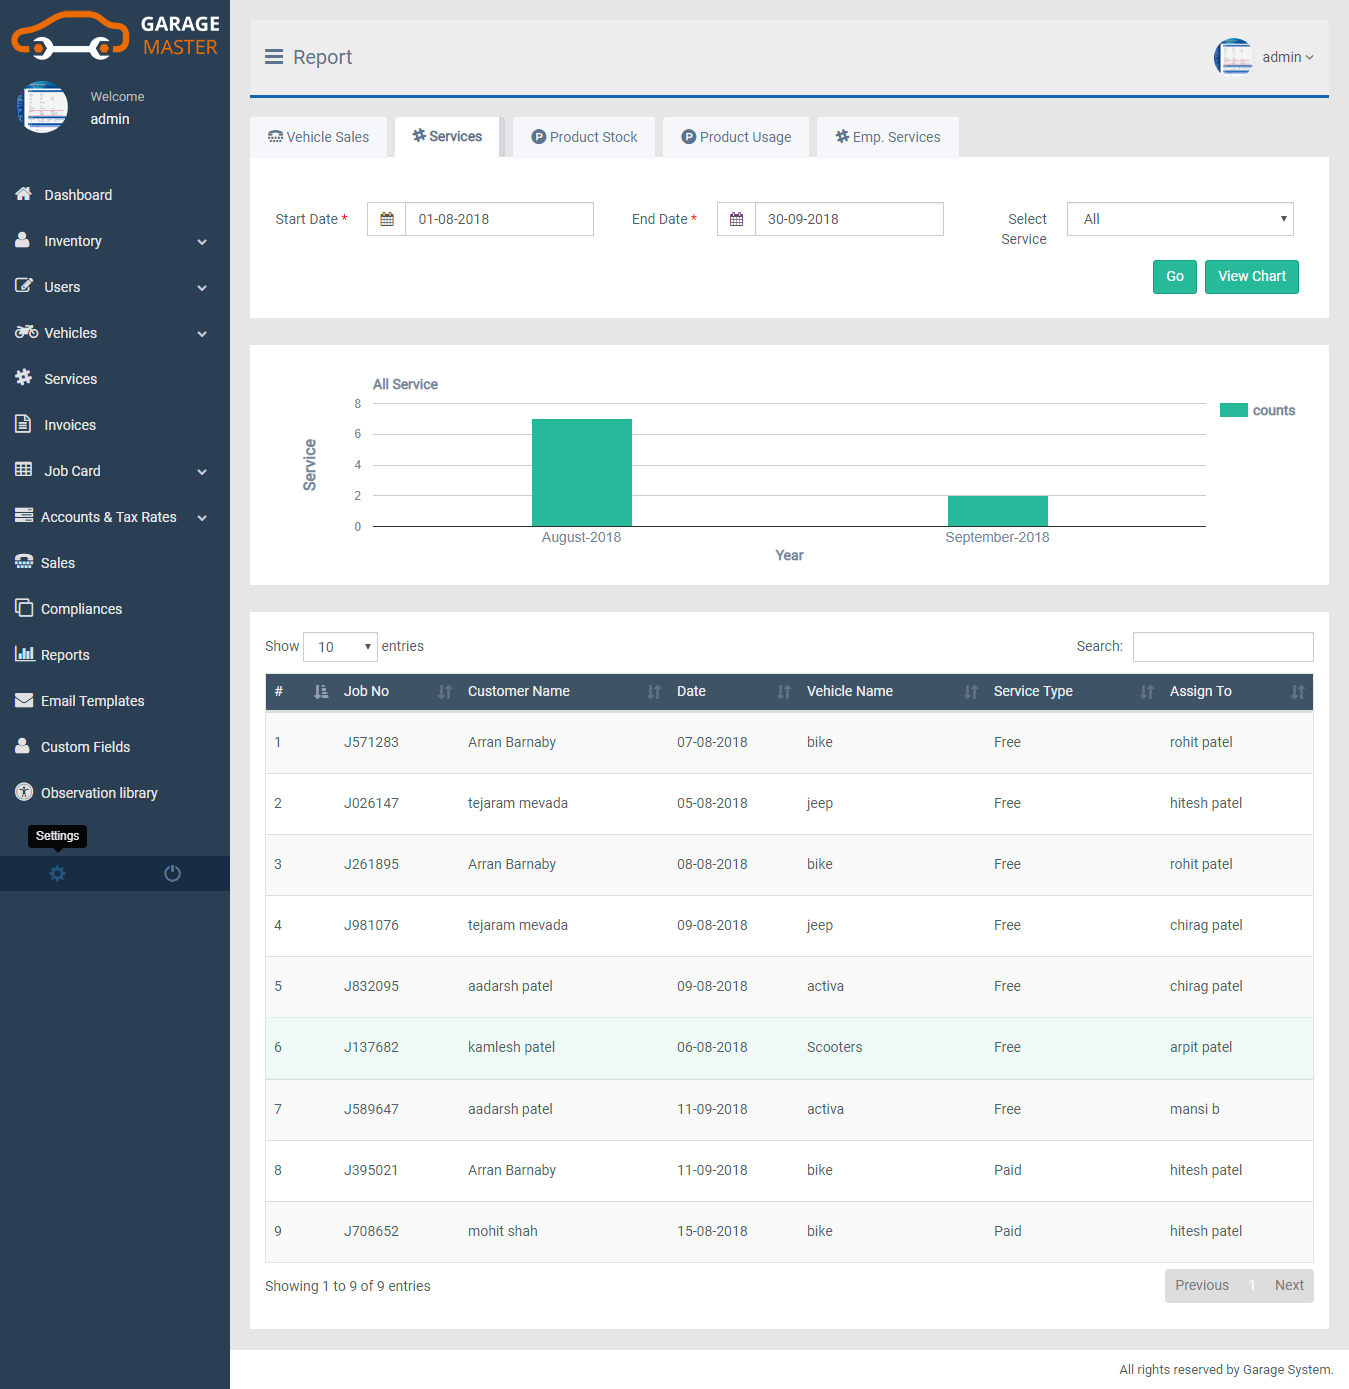 GARAGE
MASTER
Welcome
admin
Dashboard
Inventory
Users
Vehicles
Services
Invoices
Job Card
Accounts & Tax Rates
Sales
Compliances
Reports
Email Templates
Custom Fields
Observation library
Settings
Report
admin
Vehicle Sales
Services
Product Stock
Product Usage
Emp. Services
Start Date * 01-08-2018 End Date * 30-09-2018 Select Service All
Go View Chart
All Service
8
6
4
2
0
Service
August-2018 September-2018
Year
counts
Show 10 entries Search:
# Job No Customer Name Date Vehicle Name Service Type Assign To
1 J571283 Arran Barnaby 07-08-2018 bike Free rohit patel
2 J026147 tejaram mevada 05-08-2018 jeep Free hitesh patel
3 J261895 Arran Barnaby 08-08-2018 bike Free rohit patel
4 J981076 tejaram mevada 09-08-2018 jeep Free chirag patel
5 J832095 aadarsh patel 09-08-2018 activa Free chirag patel
6 J137682 kamlesh patel 06-08-2018 Scooters Free arpit patel
7 J589647 aadarsh patel 11-09-2018 activa Free mansi b
8 J395021 Arran Barnaby 11-09-2018 bike Paid hitesh patel
9 J708652 mohit shah 15-08-2018 bike Paid hitesh patel
Showing 1 to 9 of 9 entries Previous 1 Next
All rights reserved by Garage System.